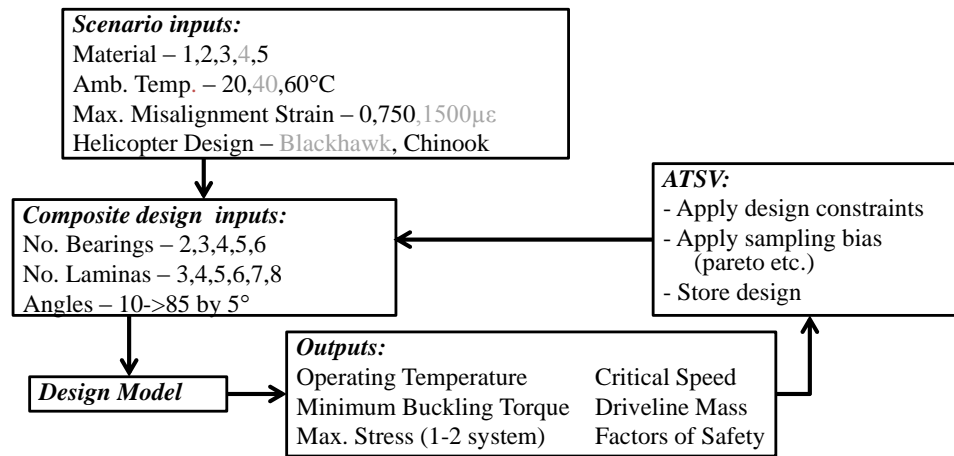 Scenario inputs:
Material – 1,2,3,4,5
Amb. Temp. – 20,40,60°C
Max. Misalignment Strain – 0,750,1500με
Helicopter Design – Blackhawk, Chinook
Composite design inputs:
No. Bearings – 2,3,4,5,6
No. Laminas – 3,4,5,6,7,8
Angles – 10->85 by 5°
Design Model
Outputs:
Operating Temperature
Minimum Buckling Torque
Max. Stress (1-2 system)
Critical Speed
Driveline Mass
Factors of Safety
ATSV:
- Apply design constraints
- Apply sampling bias
(pareto etc.)
- Store design